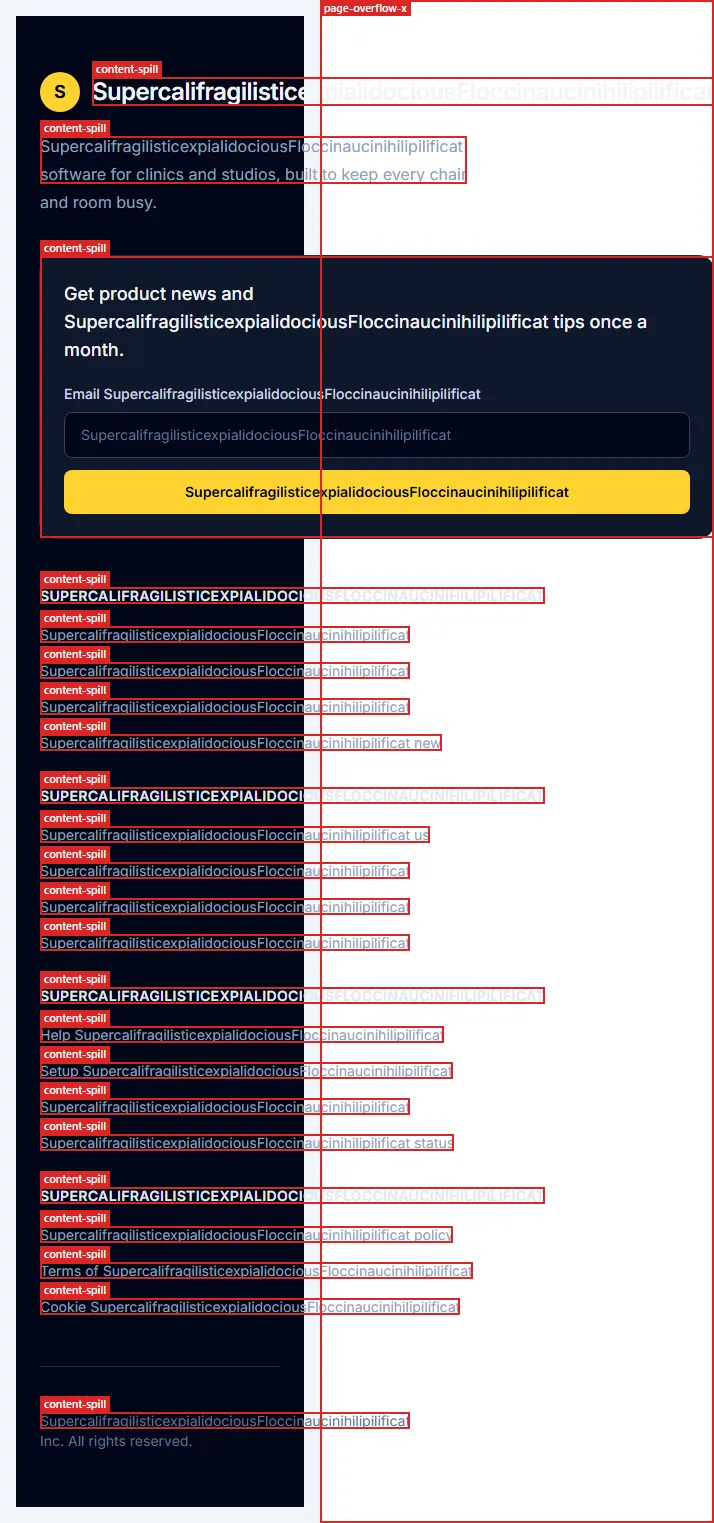 page-overflow-x
content-spill
S
SupercalifragilisticexpialidociousFloccinaucinihilipilificat
content-spill
SupercalifragilisticexpialidociousFloccinaucinihilipilificat
software for clinics and studios, built to keep every chair
and room busy.
content-spill
Get product news and
SupercalifragilisticexpialidociousFloccinaucinihilipilificat tips once a
month.
Email SupercalifragilisticexpialidociousFloccinaucinihilipilificat
SupercalifragilisticexpialidociousFloccinaucinihilipilificat
SupercalifragilisticexpialidociousFloccinaucinihilipilificat
content-spill
SUPERCALIFRAGILISTICEXPIALIDOCIOUSFLOCCINAUCINIHILIPILIFICAT
content-spill
SupercalifragilisticexpialidociousFloccinaucinihilipilificat
content-spill
SupercalifragilisticexpialidociousFloccinaucinihilipilificat
content-spill
SupercalifragilisticexpialidociousFloccinaucinihilipilificat
content-spill
SupercalifragilisticexpialidociousFloccinaucinihilipilificat new
content-spill
SUPERCALIFRAGILISTICEXPIALIDOCIOUSFLOCCINAUCINIHILIPILIFICAT
content-spill
SupercalifragilisticexpialidociousFloccinaucinihilipilificat us
content-spill
SupercalifragilisticexpialidociousFloccinaucinihilipilificat
content-spill
SupercalifragilisticexpialidociousFloccinaucinihilipilificat
content-spill
SupercalifragilisticexpialidociousFloccinaucinihilipilificat
content-spill
SUPERCALIFRAGILISTICEXPIALIDOCIOUSFLOCCINAUCINIHILIPILIFICAT
content-spill
Help SupercalifragilisticexpialidociousFloccinaucinihilipilificat
content-spill
Setup SupercalifragilisticexpialidociousFloccinaucinihilipilificat
content-spill
SupercalifragilisticexpialidociousFloccinaucinihilipilificat
content-spill
SupercalifragilisticexpialidociousFloccinaucinihilipilificat status
content-spill
SUPERCALIFRAGILISTICEXPIALIDOCIOUSFLOCCINAUCINIHILIPILIFICAT
content-spill
SupercalifragilisticexpialidociousFloccinaucinihilipilificat policy
content-spill
Terms of SupercalifragilisticexpialidociousFloccinaucinihilipilificat
content-spill
Cookie SupercalifragilisticexpialidociousFloccinaucinihilipilificat
content-spill
SupercalifragilisticexpialidociousFloccinaucinihilipilificat
Inc. All rights reserved.